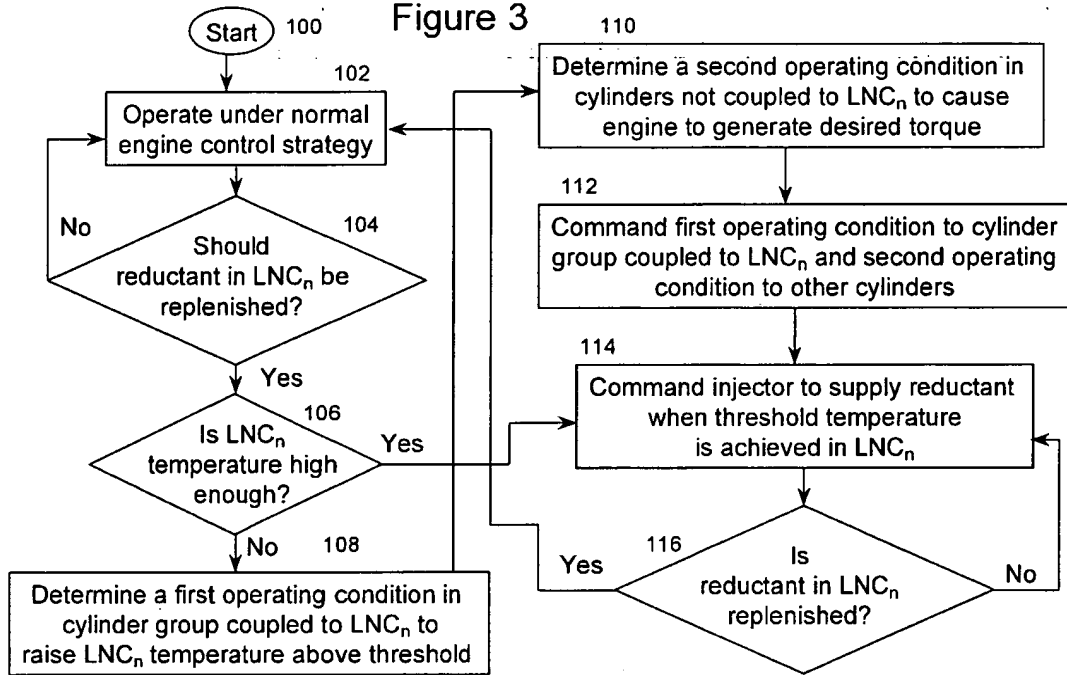 Figure 3
Start 100
102
Operate under normal
engine control strategy
104
Should
reductant in LNCn be
replenished?
No
Yes
106
Is LNCn
temperature high
enough?
Yes
No
108
Determine a first operating condition in
cylinder group coupled to LNCn to
raise LNCn temperature above threshold
110
Determine a second operating condition in
cylinders not coupled to LNCn to cause
engine to generate desired torque
112
Command first operating condition to cylinder
group coupled to LNCn and second operating
condition to other cylinders
114
Command injector to supply reductant
when threshold temperature
is achieved in LNCn
116
Is
reductant in LNCn
replenished?
Yes
No